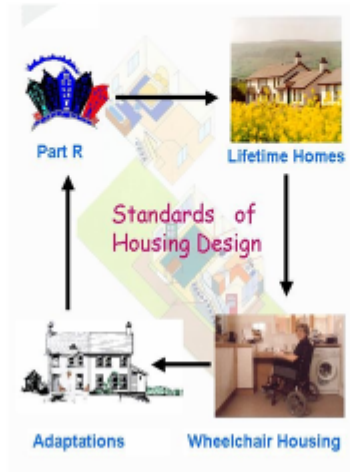 Part R
Lifetime Homes
Standards of
Housing Design
Adaptations
Wheelchair Housing